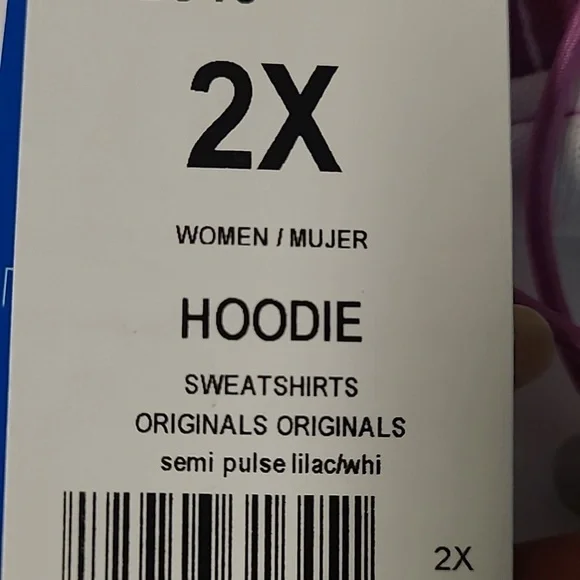 2X
WOMEN / MUJER
HOODIE
SWEATSHIRTS
ORIGINALS ORIGINALS
semi pulse lilac/whi
2X